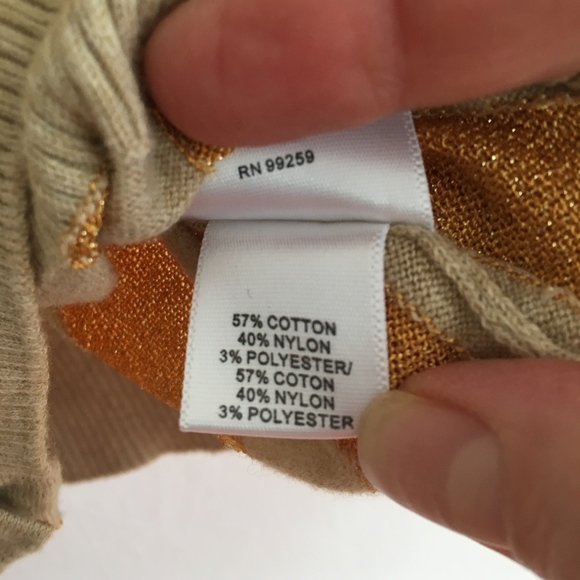 RN 99259
57% COTTON
40% NYLON
3% POLYESTER/
57% COTON
40% NYLON
3% POLYESTER